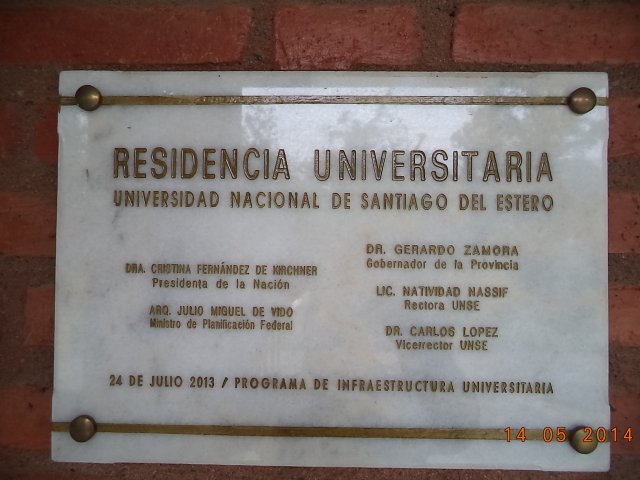 RESIDENCIA UNIVERSITARIA
UNIVERSIDAD NACIONAL DE SANTIAGO DEL ESTERO
DRA. CRISTINA FERNÁNDEZ DE KIRCHNER
Presidenta de la Nación
ARQ. JULIO MIGUEL DE VIDO
Ministro de Planificación Federal
DR. GERARDO ZAMORA
Gobernador de la Provincia
LIC. NATIVIDAD NASSIF
Rectora UNSE
DR. CARLOS LOPEZ
Vicerrector UNSE
24 DE JULIO 2013 / PROGRAMA DE INFRAESTRUCTURA UNIVERSITARIA
14 05 2014